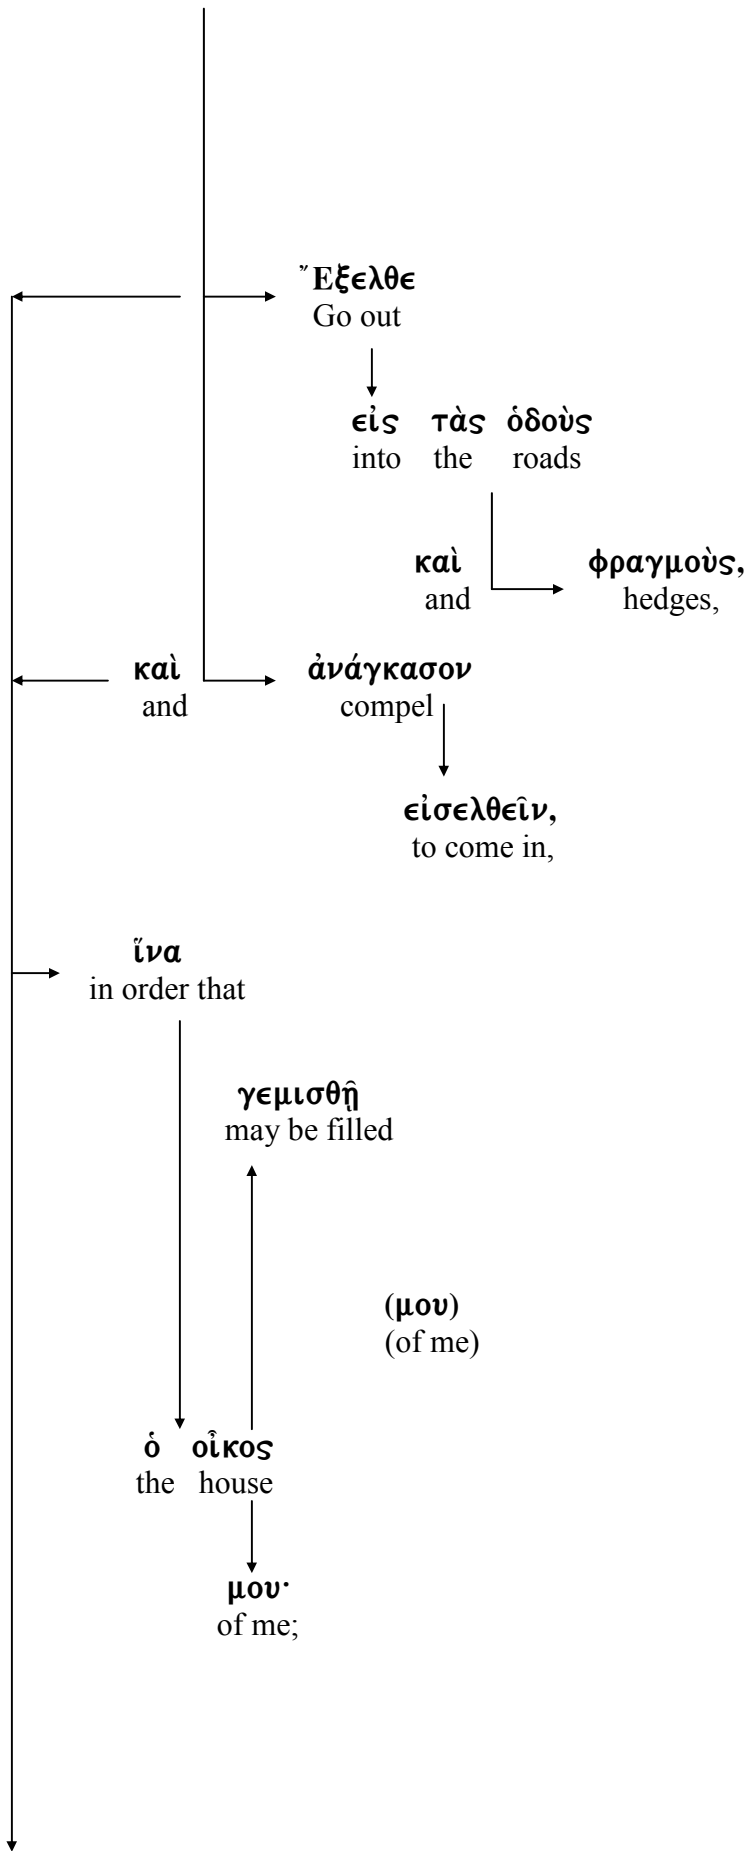 Ἔξελθε
Go out
εἰς τὰς ὁδοὺς
into the roads
καὶ φραγμοὺς,
and hedges,
καὶ ἀνάγκασον
and compel
εἰσελθεῖν,
to come in,
ἵνα
in order that
γεμισθῇ
may be filled
(μου)
(of me)
ὁ οἶκος
the house
μου·
of me;